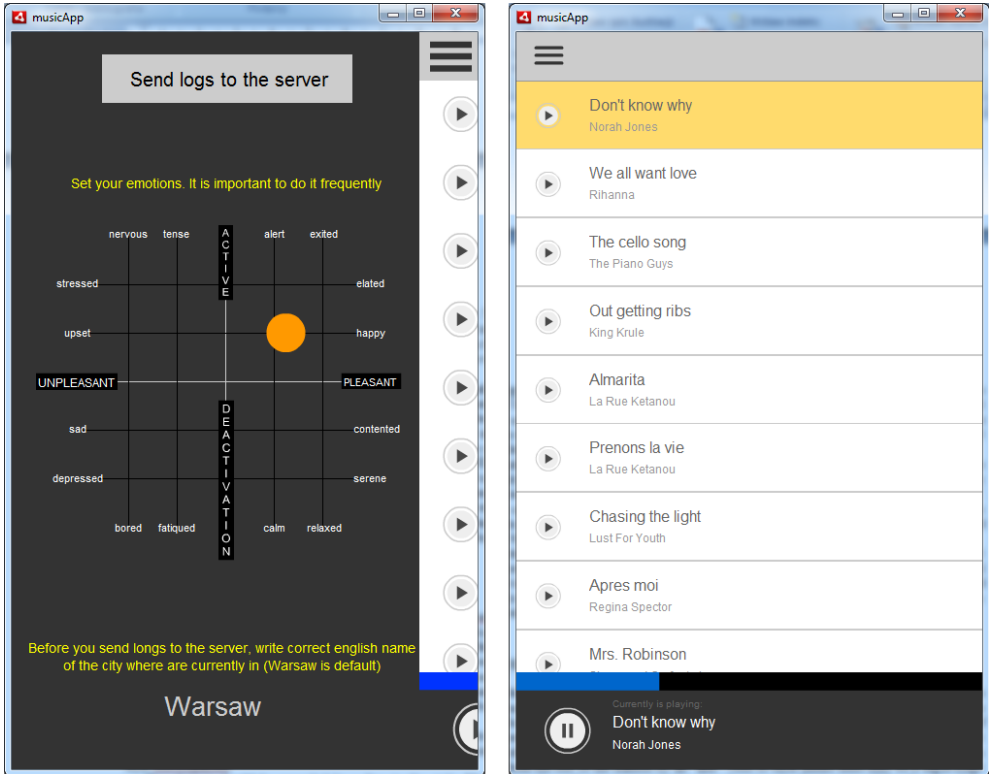 musicApp
Send logs to the server
Set your emotions. It is important to do it frequently
nervous tense ACTIVE alert exited
stressed elated
upset happy
UNPLEASANT PLEASANT
sad contented
depressed serene
bored fatiqued DEACTIVATION calm relaxed
Before you send longs to the server, write correct english name
of the city where are currently in (Warsaw is default)
Warsaw
musicApp
Don't know why
Norah Jones
We all want love
Rihanna
The cello song
The Piano Guys
Out getting ribs
King Krule
Almarita
La Rue Ketanou
Prenons la vie
La Rue Ketanou
Chasing the light
Lust For Youth
Apres moi
Regina Spector
Mrs. Robinson
Currently is playing:
Don't know why
Norah Jones